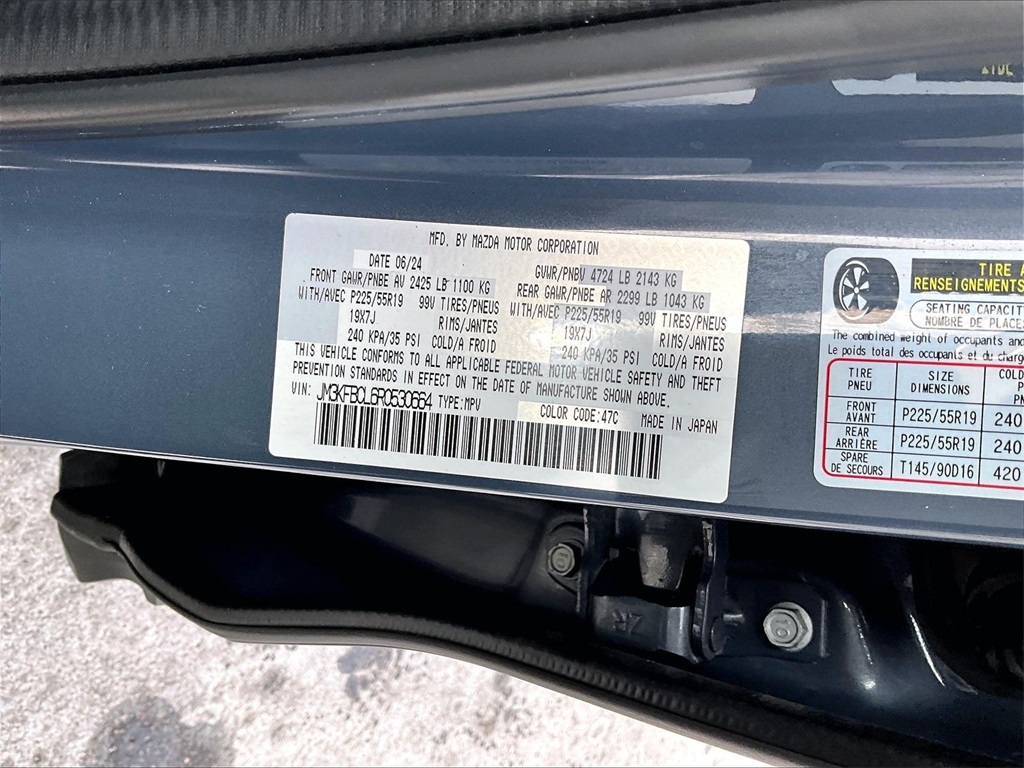 MFD. BY MAZDA MOTOR CORPORATION
DATE 06/24
GVWR/PNBV 4724 LB 2143 KG
FRONT GAWR/PNBE AV 2425 LB 1100 KG
REAR GAWR/PNBE AR 2299 LB 1043 KG
WITH/AVEC P225/55R19 99V TIRES/PNEUS
WITH/AVEC P225/55R19 99V TIRES/PNEUS
19X7J RIMS/JANTES
19X7J RIMS/JANTES
240 KPA/35 PSI COLD/A FROID
240 KPA/35 PSI COLD/A FROID
THIS VEHICLE CONFORMS TO ALL APPLICABLE FEDERAL MOTOR VEHICLE SAFETY AND THEFT
PREVENTION STANDARDS IN EFFECT ON THE DATE OF MANUFACTURE SHOWN ABOVE.
VIN: JM3KFBCL6R0530664 TYPE:MPV
COLOR CODE:47C MADE IN JAPAN
TIRE
RENSEIGNEMENTS
SEATING
NOMBRE DE
The combined weight of occupants
Le poids total des occupants et du
TIRE PNEU
SIZE DIMENSIONS
FRONT AVANT P225/55R19 240
REAR ARRIÈRE P225/55R19 240
SPARE DE SECOURS T145/90D16 420
7R
10